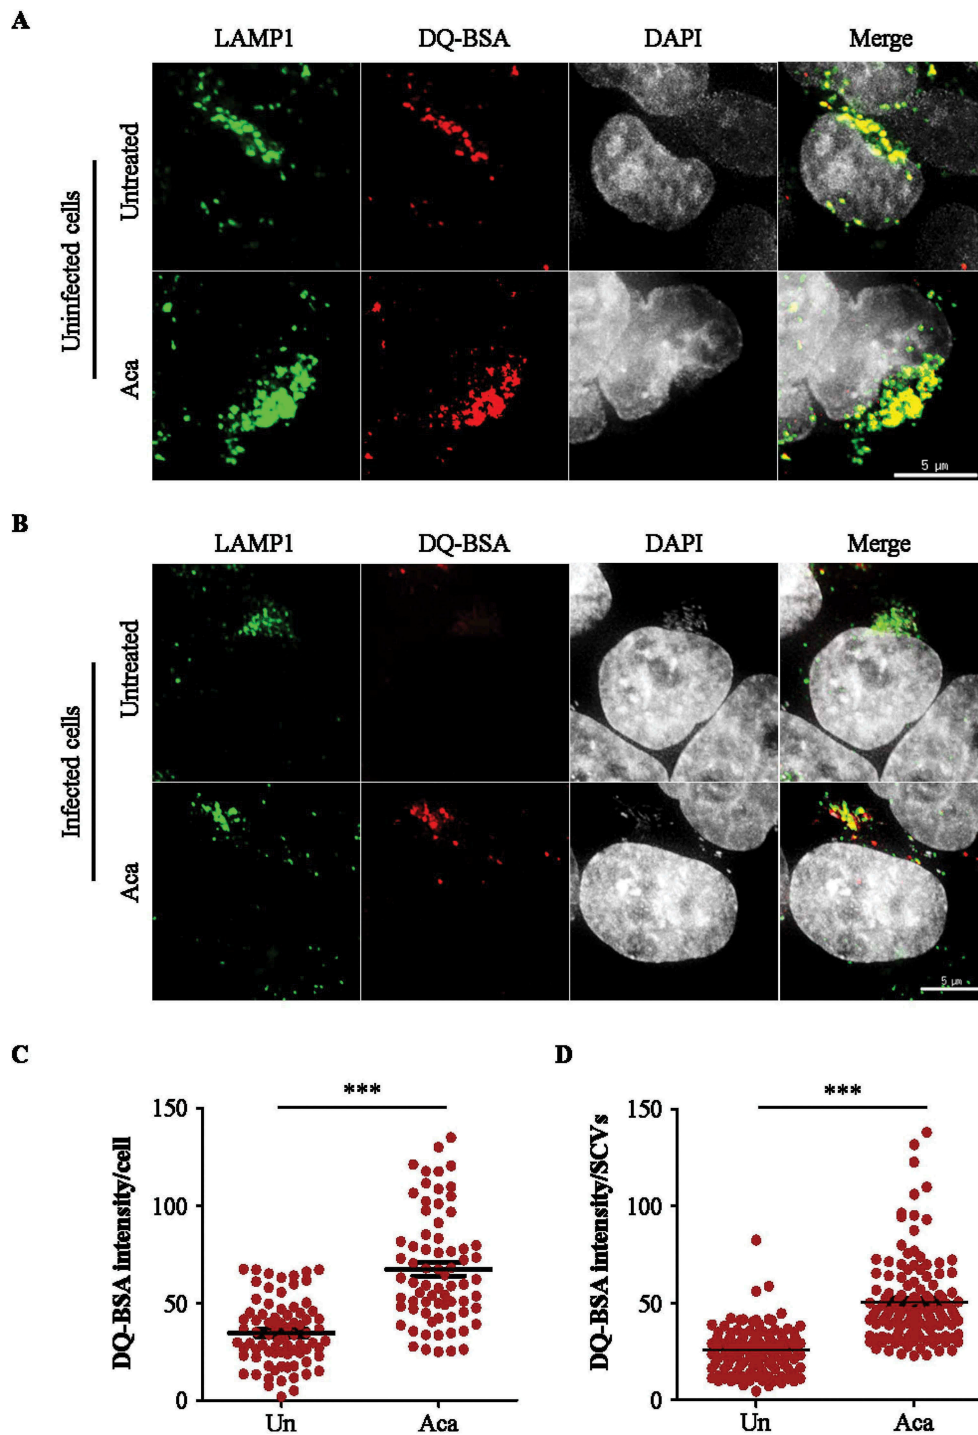 A
LAMP1 DQ-BSA DAPI Merge
Uninfected cells
Untreated
Aca
5 μm
B
LAMP1 DQ-BSA DAPI Merge
Infected cells
Untreated
Aca
5 μm
C
***
DQ-BSA intensity/cell
150
100
50
0
Un Aca
D
***
DQ-BSA intensity/SCVs
150
100
50
0
Un Aca